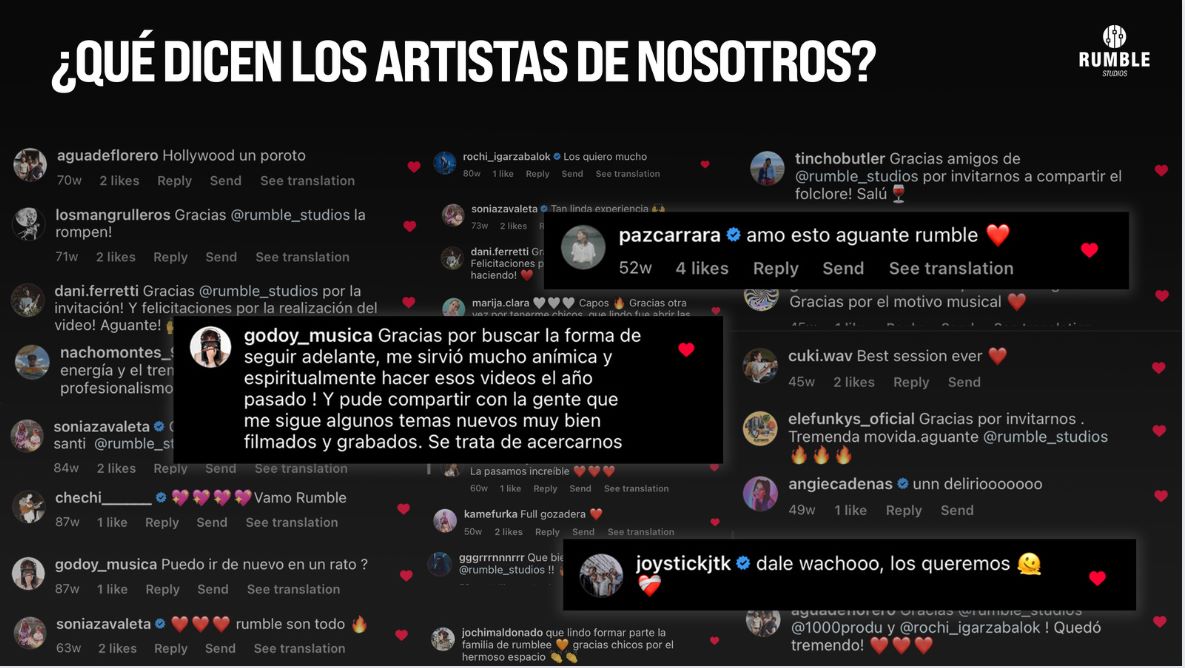 ¿QUÉ DICEN LOS ARTISTAS DE NOSOTROS?
RUMBLE
STUDIOS
aguadeflorero Hollywood un poroto
70w 2 likes Reply Send See translation
losmangrulleros Gracias @rumble_studios la
rompen!
71w 2 likes Reply Send See translation
dani.ferretti Gracias @rumble_studios por la
invitación! Y felicitaciones por la realización del
video! Aguante!
nachomontes_
energía y el
profesionalismo
soniazavaleta
santi @rumble_
84w 2 likes Reply Send See translation
chechi______ 💖💖💖💖Vamo Rumble
87w 1 like Reply Send See translation
godoy_musica Puedo ir de nuevo en un rato ?
87w 1 like Reply Send See translation
soniazavaleta ❤️❤️❤️ rumble son todo 🔥
63w 2 likes Reply Send See translation
rochi_igarzabalok Los quiero mucho
80w 1 like Reply Send See translation
soniazavaleta Tan linda experiencia 🙌
73w 2 likes
dani.ferretti
Felicitaciones
haciendo! ❤️
marija.clara 🤍🤍🤍 Capos 🔥 Gracias otra
vez por tenerme chicos, que lindo fue abrir las
godoy_musica Gracias por buscar la forma de
seguir adelante, me sirvió mucho anímica y
espiritualmente hacer esos videos el año
pasado ! Y pude compartir con la gente que
me sigue algunos temas nuevos muy bien
filmados y grabados. Se trata de acercarnos
La pasamos increíble ❤️❤️❤️
60w 1 like Reply Send See translation
kamefurka Full gozadera ❤️
50w 2 likes Reply Send See translation
gggrrrnnnrrr Que
@rumble_studios !!
jochimaldonado que lindo formar parte la
familia de rumblee 🧡 gracias chicos por el
hermoso espacio 👏👏
tinchobutler Gracias amigos de
@rumble_studios por invitarnos a compartir el
folclore! Salú 🍷
pazcarrara amo esto aguante rumble ❤️
52w 4 likes Reply Send See translation
Gracias por el motivo musical ❤️
45w 1 like Reply Send See translation
cuki.wav Best session ever ❤️
45w 2 likes Reply Send
elefunkys_oficial Gracias por invitarnos .
Tremenda movida.aguante @rumble_studios
🔥🔥🔥
angiecadenas unn deliriooooooo
49w 1 like Reply Send
joystickjtk dale wachooo, los queremos 🫠
❤️‍🩹
aguadeflorero Gracias @rumble_studios
@1000produ y @rochi_igarzabalok ! Quedó
tremendo! ❤️❤️❤️